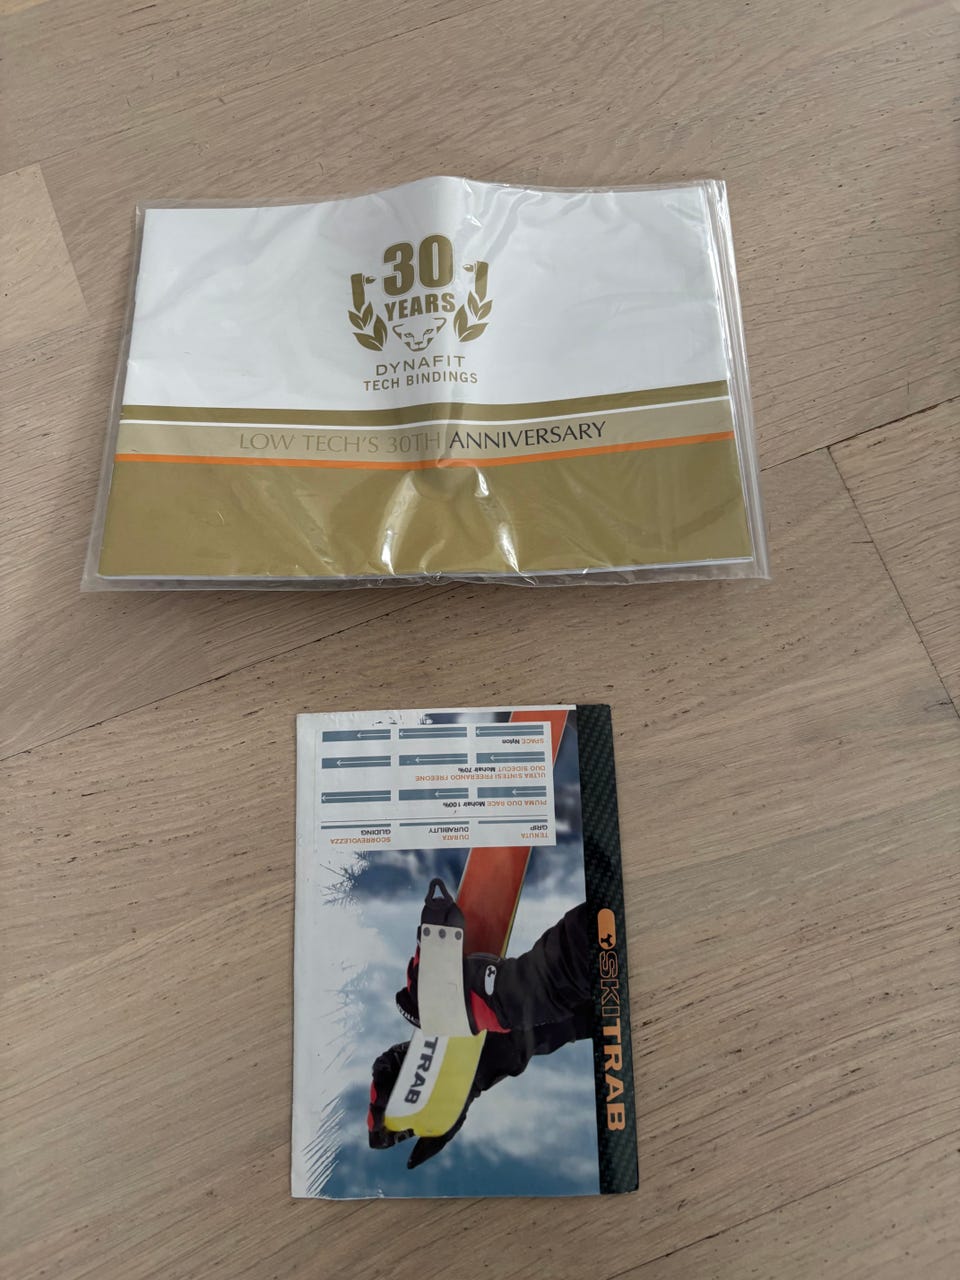 30
YEARS
DYNAFIT
TECH BINDINGS
LOW TECH'S 30TH ANNIVERSARY
SKITRAB
TRAB
TENUTA
GRIP
DURATA
DURABILITY
SCORREVOLEZZA
GLIDING
PUMA DUO RACE Mohair 100%
ULTRA SINTESI FREERANDO FREEONE
DUO SIDECUT Mohair 70%
SPACE Nylon